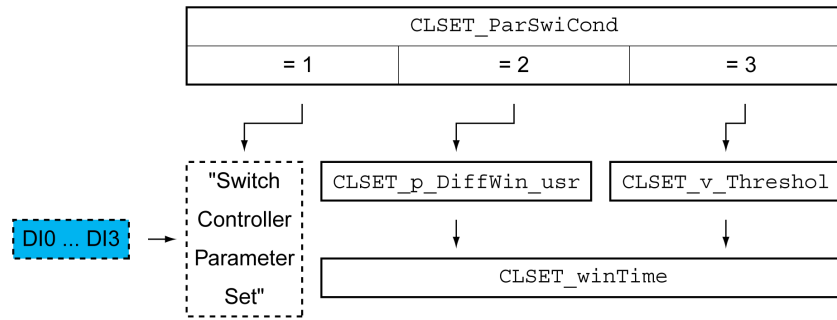 CLSET_ParSwiCond
= 1
= 2
= 3
"Switch
Controller
Parameter
Set"
CLSET_p_DiffWin_usr
CLSET_v_Threshol
DI0 ... DI3
CLSET_winTime